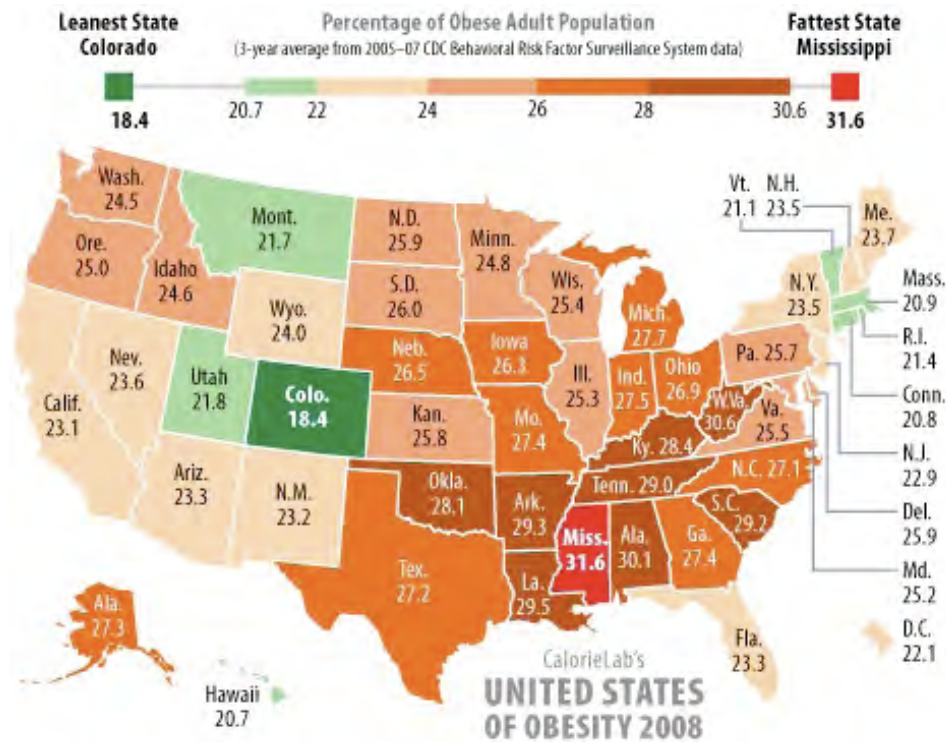 Leanest State
Colorado
18.4
Percentage of Obese Adult Population
(3-year average from 2005–07 CDC Behavioral Risk Factor Surveillance System data)
Fattest State
Mississippi
31.6
20.7
22
24
26
28
30.6
Wash.
24.5
Ore.
25.0
Idaho
24.6
Mont.
21.7
Wyo.
24.0
N.D.
25.9
S.D.
26.0
Minn.
24.8
Wis.
25.4
Mich.
27.7
Vt.
21.1
N.H.
23.5
Me.
23.7
N.Y.
23.5
Mass.
20.9
R.I.
21.4
Conn.
20.8
N.J.
22.9
Del.
25.9
Md.
25.2
D.C.
22.1
Calif.
23.1
Nev.
23.6
Utah
21.8
Colo.
18.4
Neb.
26.5
Kan.
25.8
Iowa
26.3
Mo.
27.4
Ill.
25.3
Ind.
27.5
Ohio
26.9
Pa. 25.7
W.Va.
30.6
Va.
25.5
Ky. 28.4
Tenn. 29.0
N.C. 27.1
S.C.
29.2
Ariz.
23.3
N.M.
23.2
Okla.
28.1
Ark.
29.3
Tex.
27.2
La.
29.5
Miss.
31.6
Ala.
30.1
Ga.
27.4
Fla.
23.3
Ala.
27.3
Hawaii
20.7
CalorieLab's
UNITED STATES
OF OBESITY 2008